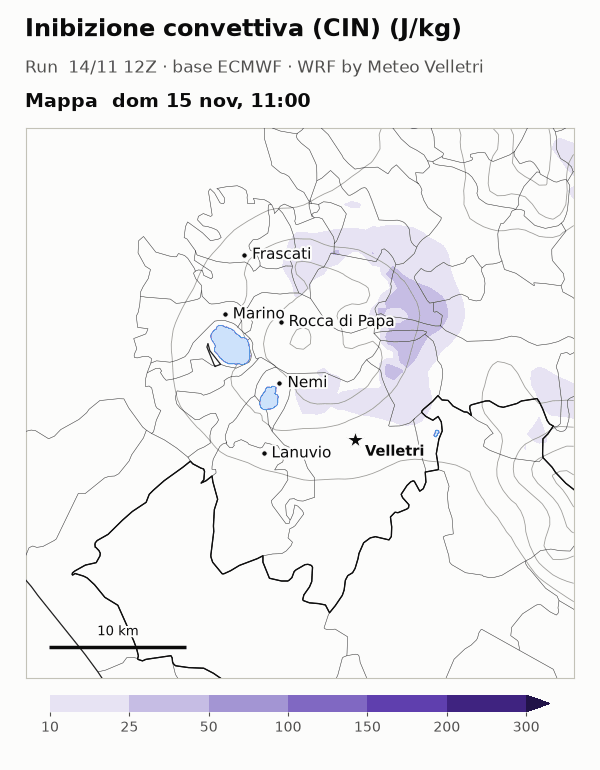 Inibizione convettiva (CIN) (J/kg)
Run  14/11 12Z · base ECMWF · WRF by Meteo Velletri
Mappa  dom 15 nov, 11:00
Frascati
Marino
Rocca di Papa
Nemi
Velletri
Lanuvio
10 km
10 25 50 100 150 200 300